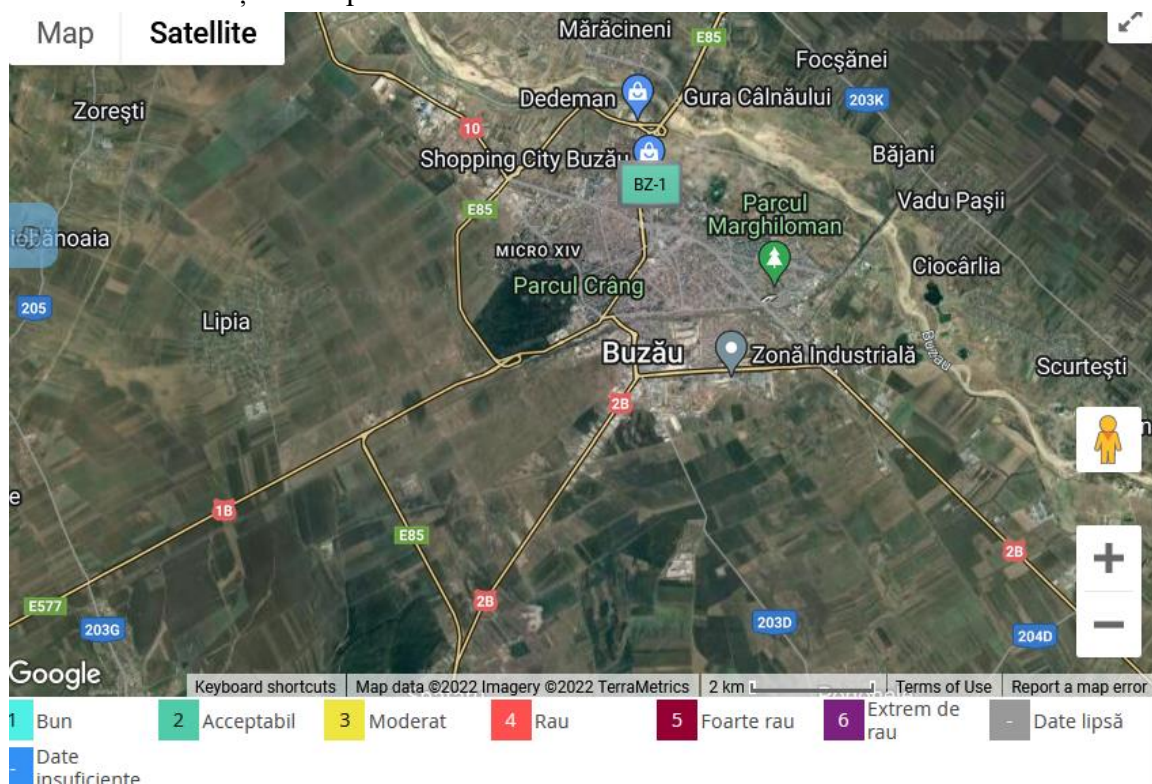 Map Satellite
Mărăcineni
E85
Focşănei
Zoreşti
Dedeman
Gura Câlnăului
203K
10
Shopping City Buzău
Băjani
BZ-1
Parcul
Marghiloman
Vadu Paşii
E85
MICRO XIV
Ciocârlia
Parcul Crâng
205
Lipia
Buzău
Zonă Industrială
Buzău
Scurteşti
2B
1B
E85
2B
2B
E577
203G
203D
204D
Google
Keyboard shortcuts Map data ©2022 Imagery ©2022 TerraMetrics 2 km Terms of Use Report a map error
1 Bun 2 Acceptabil 3 Moderat 4 Rau 5 Foarte rau 6 Extrem de
rau - Date lipsă
- Date
insuficiente